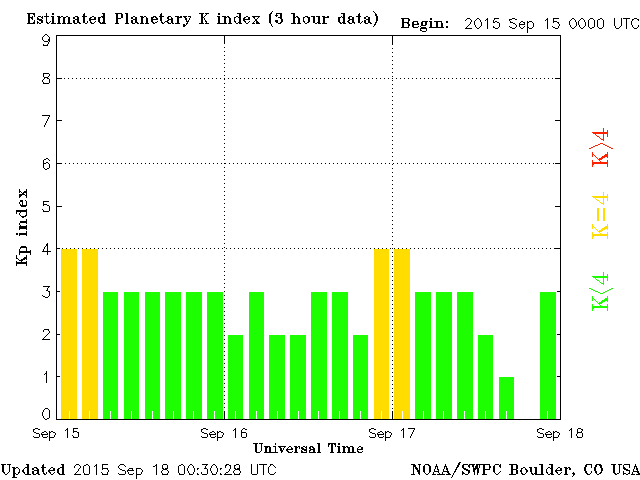 Estimated Planetary K index (3 hour data)
Begin: 2015 Sep 15 0000 UTC
9
8
7
6
5
4
3
2
1
0
Kp index
Sep 15
Sep 16
Sep 17
Sep 18
Universal Time
K>4
K=4
K<4
Updated 2015 Sep 18 00:30:28 UTC
NOAA/SWPC Boulder, CO USA